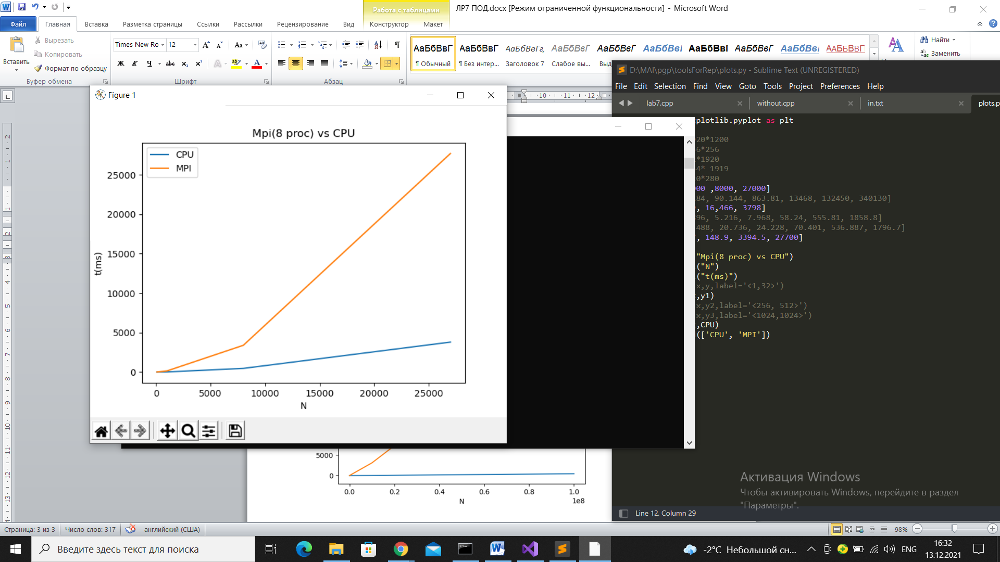 ЛР7 ПОД.docx [Режим ограниченной функциональности] - Microsoft Word
Работа с таблицами
Файл Главная Вставка Разметка страницы Ссылки Рассылки Рецензирование Вид Конструктор Макет
Вставить
Вырезать
Копировать
Формат по образцу
Буфер обмена
Times New Ro 12
Ж К Ч abc x₂ x²
Шрифт
Абзац
АаБбВвГ АаБбВвГ АаБбВвГг, АаБбВвГ АаБбВвГ АаБбВвІ АаБбВвІ АаБбВвГ АаБбВвІ ААББВВГ
¶ Обычный ¶ Без интер... Заголовок 7 Слабое вы... Выд
Найти
Заменить
D:\MAI\pgp\toolsForRep\plots.py - Sublime Text (UNREGISTERED)
File Edit Selection Find View Goto Tools Project Preferences Help
lab7.cpp without.cpp in.txt plots.p
plotlib.pyplot as plt
20*1200
6*256
*1920
4* 1919
0*280
00 ,8000, 27000]
84, 90.144, 863.81, 13468, 132450, 340130]
, 16,466, 3798]
96, 5.216, 7.968, 58.24, 555.81, 1858.8]
488, 20.736, 24.228, 70.401, 536.887, 1796.7]
, 148.9, 3394.5, 27700]
"Mpi(8 proc) vs CPU")
("N")
("t(ms)")
x,y,label='<1,32>')
,y1)
x,y2,label='<256, 512>')
x,y3,label='<1024,1024>')
,CPU)
(['CPU', 'MPI'])
Line 12, Column 29
Figure 1
Mpi(8 proc) vs CPU
CPU
MPI
25000
20000
15000
10000
5000
0
t(ms)
0 5000 10000 15000 20000 25000
N
5000
0
0.0 0.2 0.4 0.6 0.8 1.0
1e8
N
Активация Windows
Чтобы активировать Windows, перейдите в раздел
"Параметры".
Страница: 3 из 3 Число слов: 317 английский (США) 98%
Введите здесь текст для поиска
-2°C Небольшой сн... ENG
16:32
13.12.2021